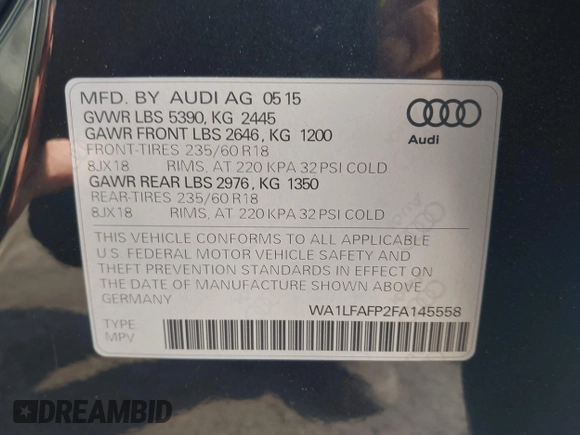 MFD. BY AUDI AG 05 15
GVWR LBS 5390, KG 2445
GAWR FRONT LBS 2646, KG 1200
FRONT-TIRES 235/60 R18
8JX18 RIMS, AT 220 KPA 32 PSI COLD
GAWR REAR LBS 2976, KG 1350
REAR-TIRES 235/60 R18
8JX18 RIMS, AT 220 KPA 32 PSI COLD
Audi
THIS VEHICLE CONFORMS TO ALL APPLICABLE
U.S. FEDERAL MOTOR VEHICLE SAFETY AND
THEFT PREVENTION STANDARDS IN EFFECT ON
THE DATE OF MANUFACTURE SHOWN ABOVE.
GERMANY
WA1LFAFP2FA145558
TYPE
MPV
DREAMBID